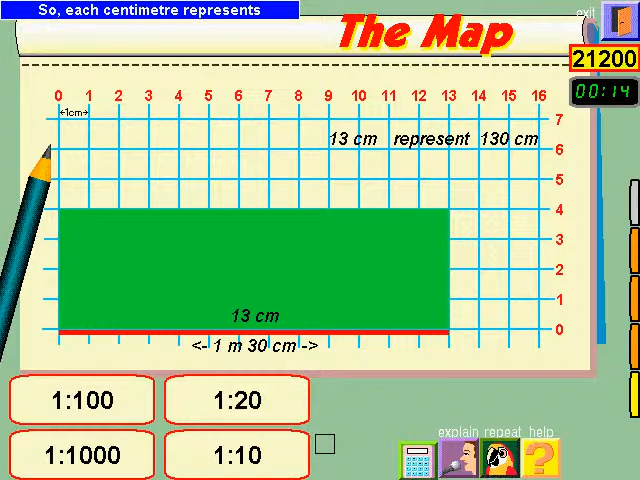 So, each centimetre represents
exit
The Map
21200
00:14
0 1 2 3 4 5 6 7 8 9 10 11 12 13 14 15 16
←1cm→
7
13 cm represent 130 cm
6
5
4
3
2
1
13 cm
0
<- 1 m 30 cm ->
1:100
1:20
explain repeat help
1:1000
1:10
?